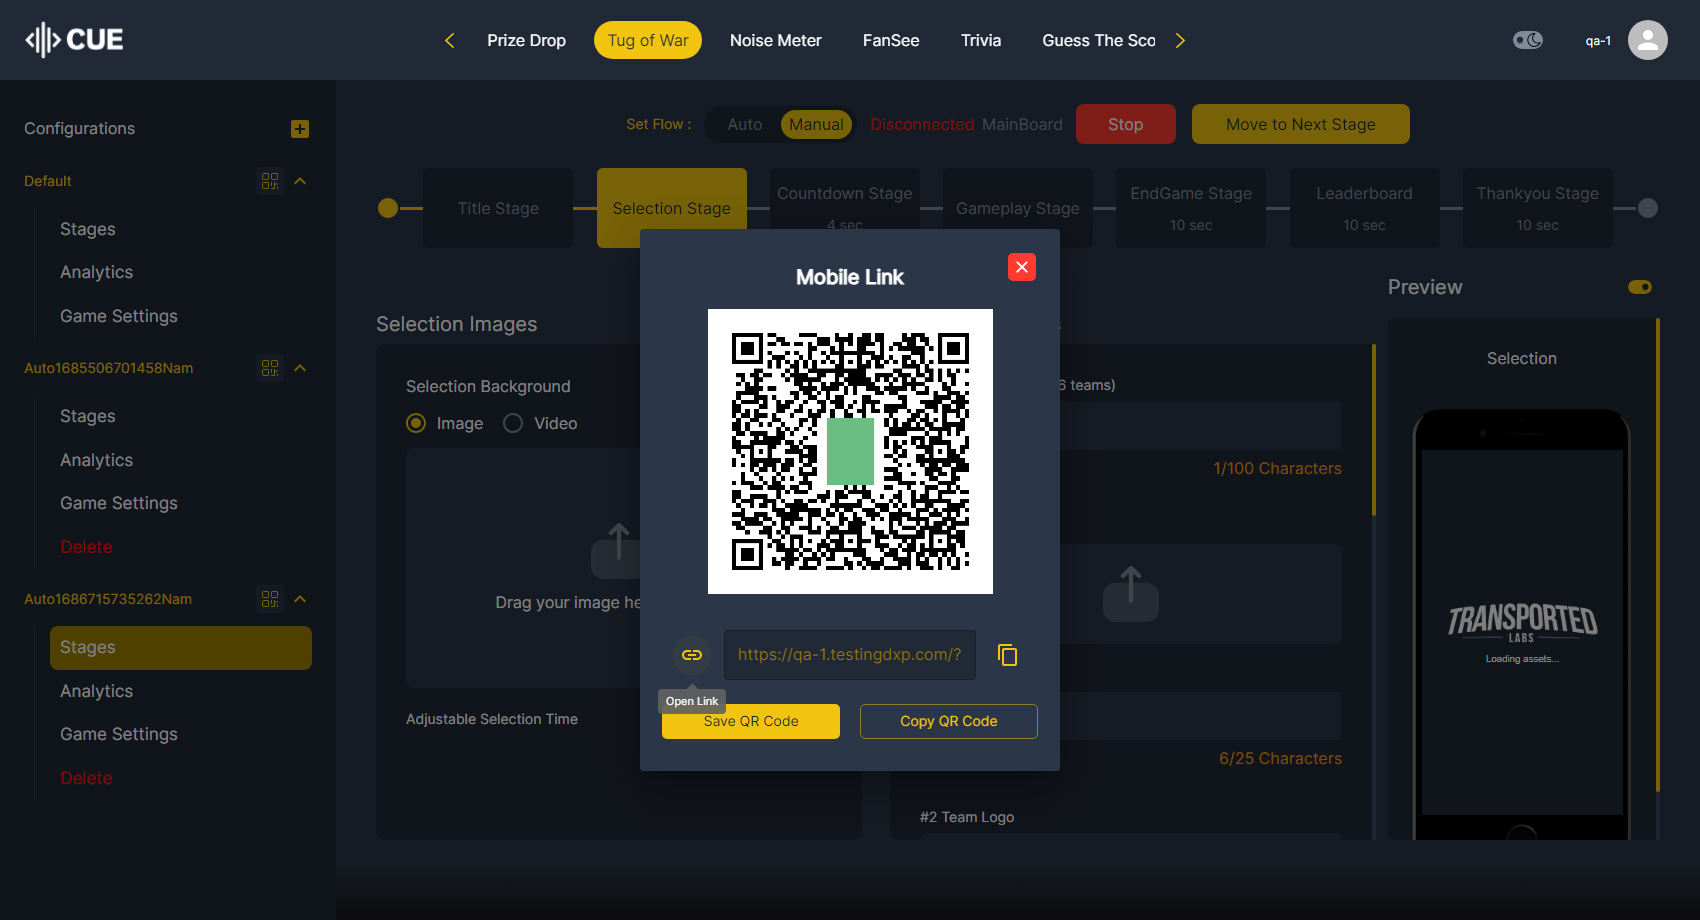 CUE
Prize Drop
Tug of War
Noise Meter
FanSee
Trivia
Guess The Sco
qa-1
Configurations
Default
Stages
Analytics
Game Settings
Auto1685506701458Nam
Stages
Analytics
Game Settings
Delete
Auto1686715735262Nam
Stages
Analytics
Game Settings
Delete
Set Flow :
Auto
Manual
Disconnected MainBoard
Stop
Move to Next Stage
Title Stage
Selection Stage
Countdown Stage
4 sec
Gameplay Stage
EndGame Stage
10 sec
Leaderboard
10 sec
Thankyou Stage
10 sec
Selection Images
Selection Background
Image
Video
Drag your image he
Adjustable Selection Time
Mobile Link
https://qa-1.testingdxp.com/?
Open Link
Save QR Code
Copy QR Code
6 teams)
1/100 Characters
6/25 Characters
#2 Team Logo
Preview
Selection
TRANSPORTED
LABS
Loading assets...